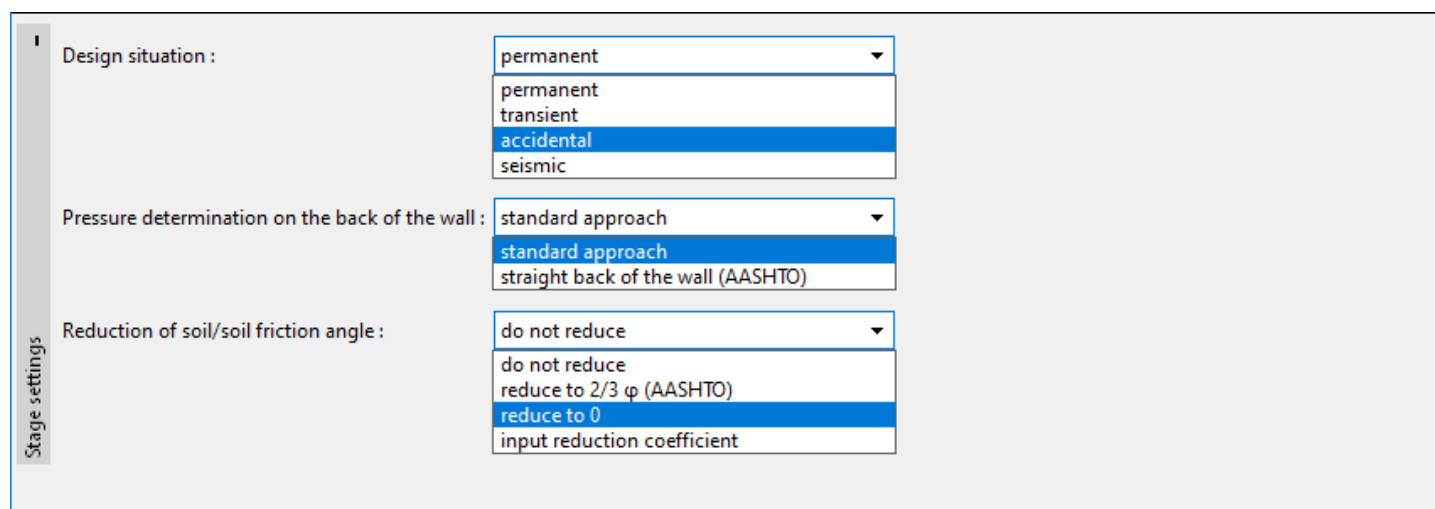 Design situation :
permanent
permanent
transient
accidental
seismic
Pressure determination on the back of the wall :
standard approach
standard approach
straight back of the wall (AASHTO)
Reduction of soil/soil friction angle :
do not reduce
do not reduce
reduce to 2/3 φ (AASHTO)
reduce to 0
input reduction coefficient
Stage settings